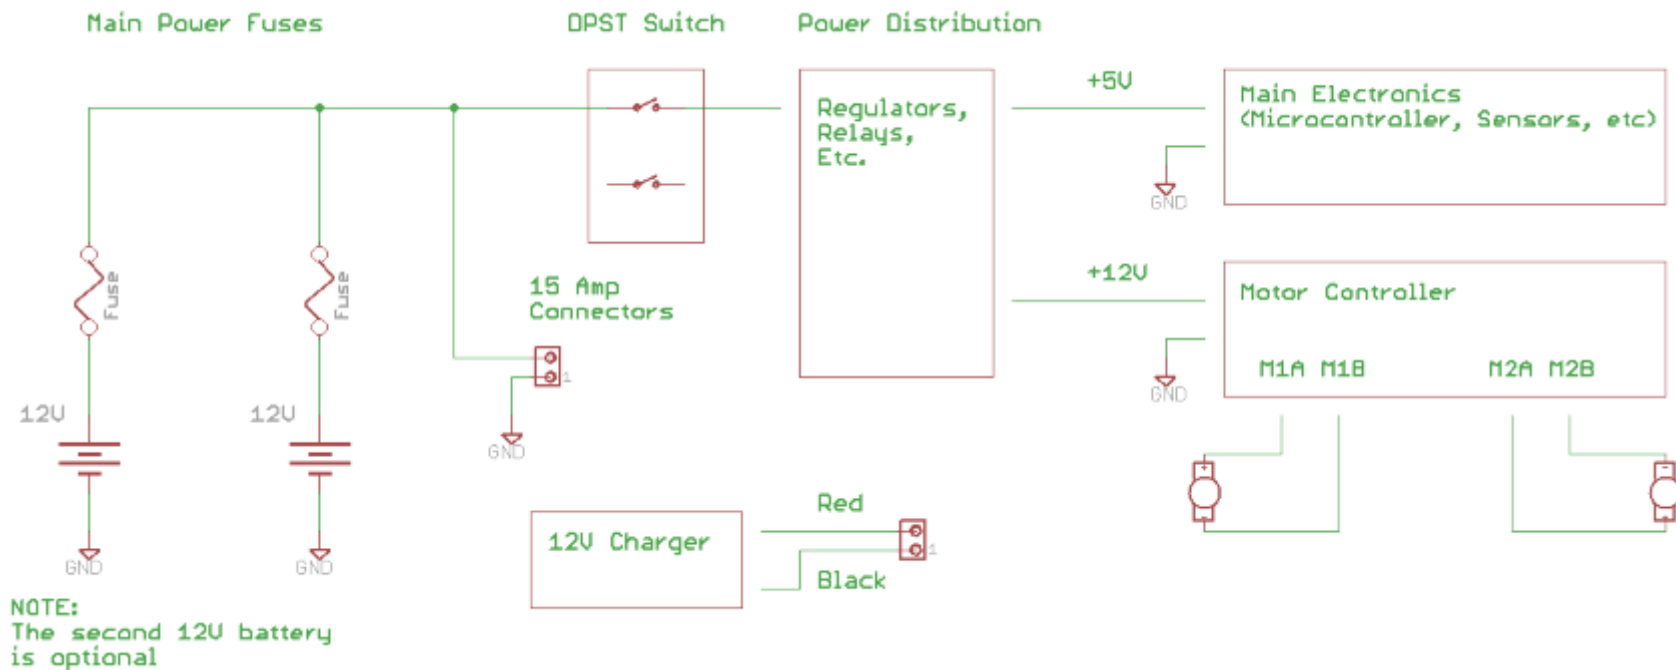 Main Power Fuses
DPST Switch
Power Distribution
Regulators,
Relays,
Etc.
+5V
Main Electronics
(Microcontroller, Sensors, etc)
GND
Fuse
Fuse
15 Amp
Connectors
1
GND
+12V
Motor Controller
M1A M1B
M2A M2B
GND
12V
12V
GND
GND
12V Charger
Red
Black
1
NOTE:
The second 12V battery
is optional